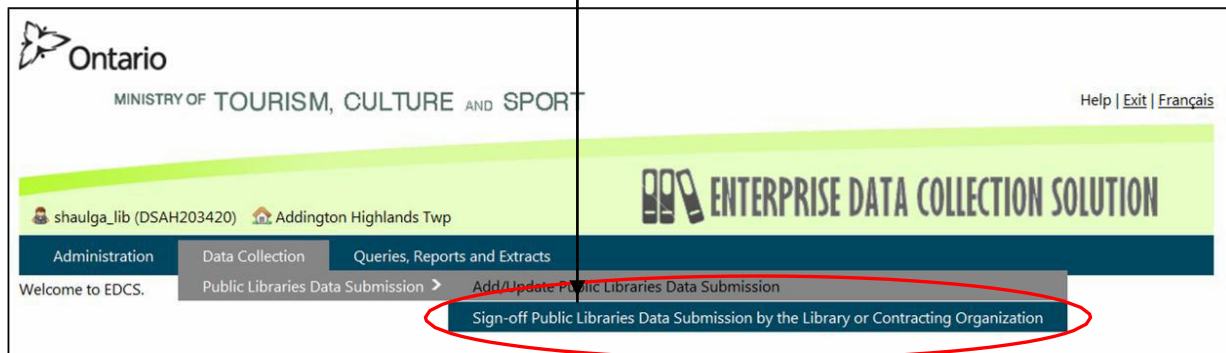 Ontario
MINISTRY OF TOURISM, CULTURE AND SPORT
Help | Exit | Français
ENTERPRISE DATA COLLECTION SOLUTION
shaulga_lib (DSAH203420) Addington Highlands Twp
Administration Data Collection Queries, Reports and Extracts
Welcome to EDCS. Public Libraries Data Submission > Add/Update Public Libraries Data Submission
Sign-off Public Libraries Data Submission by the Library or Contracting Organization